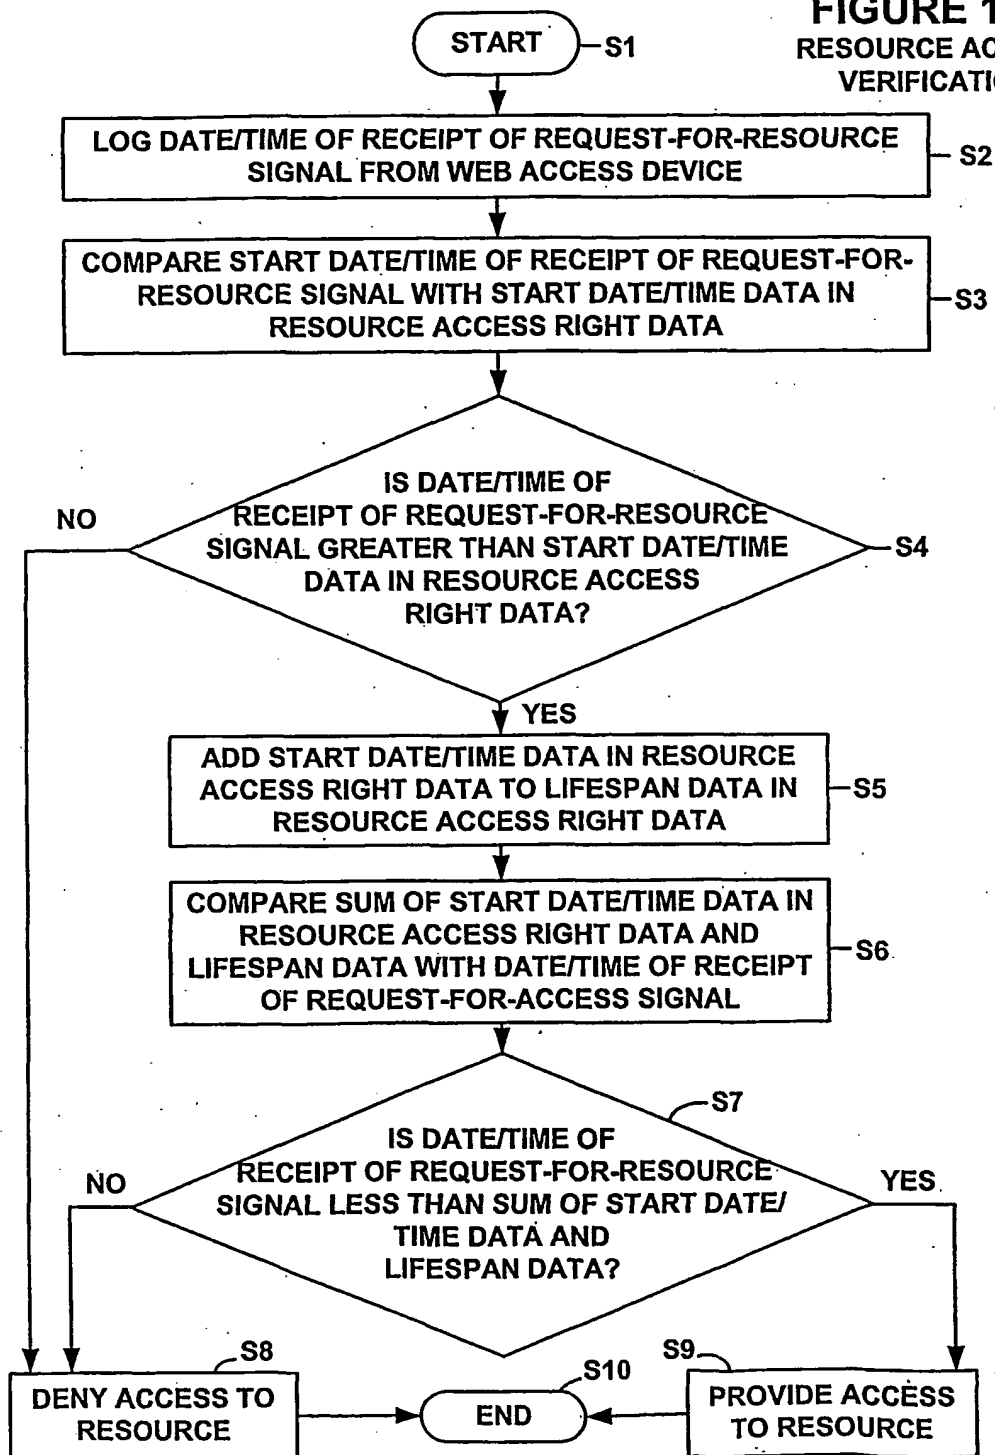 FIGURE 1
RESOURCE AC
VERIFICATI
START
S1
LOG DATE/TIME OF RECEIPT OF REQUEST-FOR-RESOURCE
SIGNAL FROM WEB ACCESS DEVICE
S2
COMPARE START DATE/TIME OF RECEIPT OF REQUEST-FOR-
RESOURCE SIGNAL WITH START DATE/TIME DATA IN
RESOURCE ACCESS RIGHT DATA
S3
IS DATE/TIME OF
RECEIPT OF REQUEST-FOR-RESOURCE
SIGNAL GREATER THAN START DATE/TIME
DATA IN RESOURCE ACCESS
RIGHT DATA?
NO
S4
YES
ADD START DATE/TIME DATA IN RESOURCE
ACCESS RIGHT DATA TO LIFESPAN DATA IN
RESOURCE ACCESS RIGHT DATA
S5
COMPARE SUM OF START DATE/TIME DATA IN
RESOURCE ACCESS RIGHT DATA AND
LIFESPAN DATA WITH DATE/TIME OF RECEIPT
OF REQUEST-FOR-ACCESS SIGNAL
S6
S7
IS DATE/TIME OF
RECEIPT OF REQUEST-FOR-RESOURCE
SIGNAL LESS THAN SUM OF START DATE/
TIME DATA AND
LIFESPAN DATA?
NO
YES
S8
DENY ACCESS TO
RESOURCE
S10
END
S9
PROVIDE ACCESS
TO RESOURCE